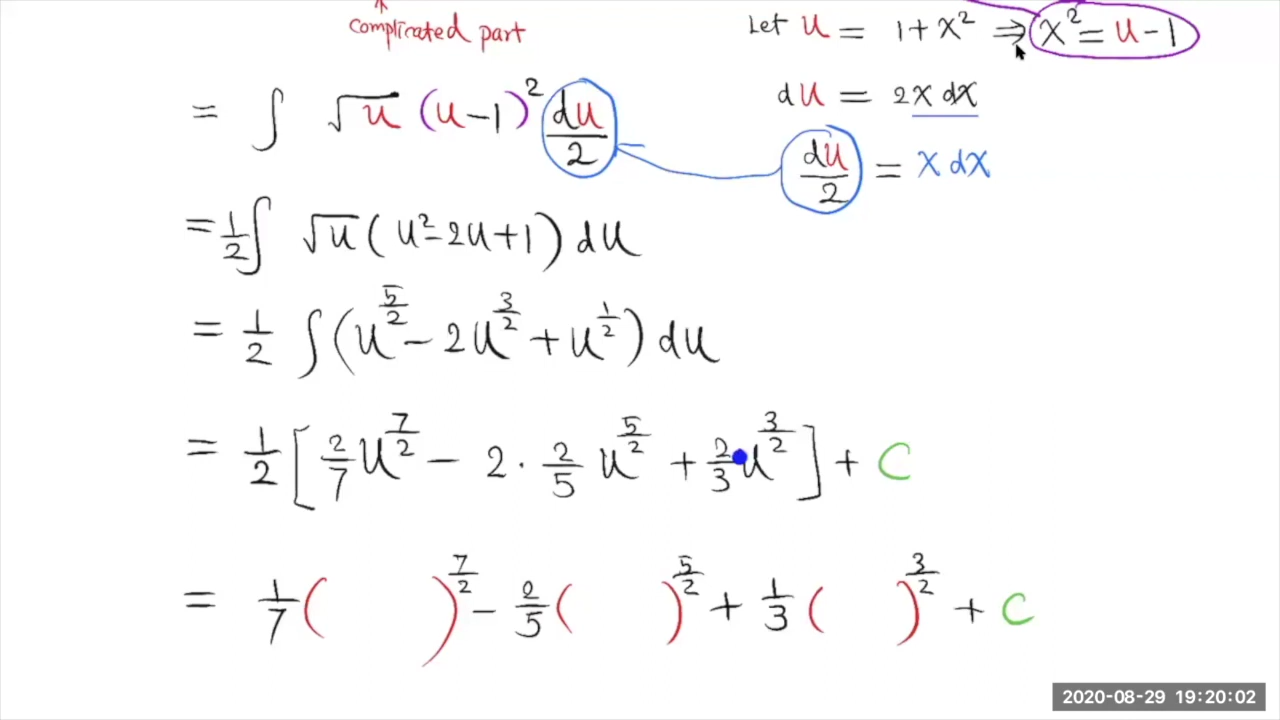 complicated part
Let u = 1 + x² ⇒ x² = u - 1
du = 2x dx
du/2 = x dx
= ∫ √u (u - 1)² du/2
= 1/2 ∫ √u (u² - 2u + 1) du
= 1/2 ∫ (u^(5/2) - 2u^(3/2) + u^(1/2)) du
= 1/2 [2/7 u^(7/2) - 2 · 2/5 u^(5/2) + 2/3 u^(3/2)] + C
= 1/7 ( )^(7/2) - 2/5 ( )^(5/2) + 1/3 ( )^(3/2) + C
2020-08-29 19:20:02